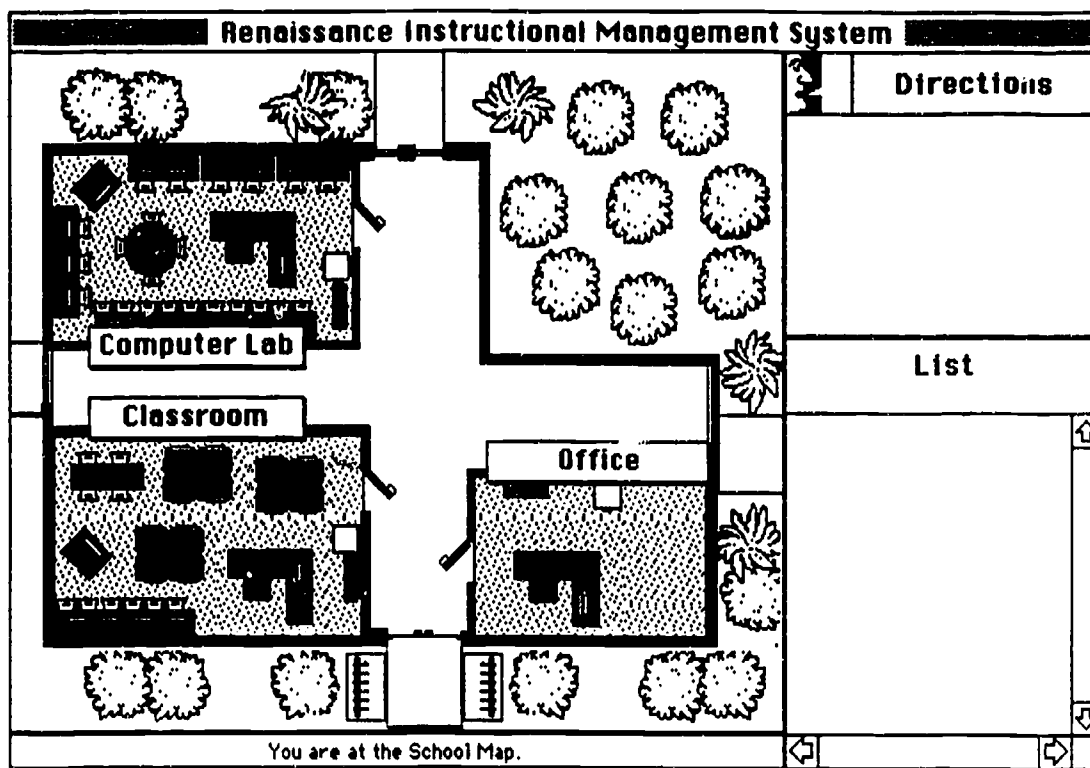 Renaissance Instructional Management System
Directions
Computer Lab
List
Classroom
Office
You are at the School Map.